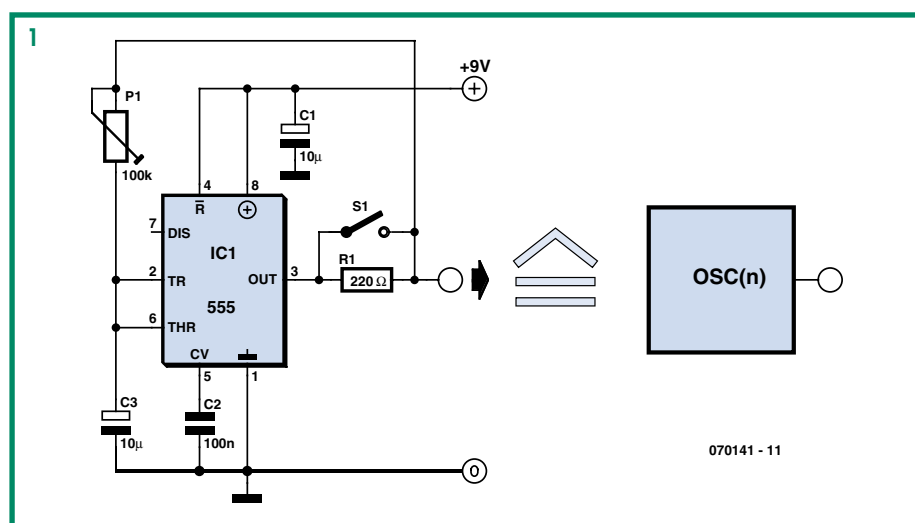 1
+9V
P1
C1
10µ
100k
4
8
R
S1
7
DIS
IC1
R1
OSC(n)
2
TR
OUT
3
220 Ω
555
6
THR
CV
5
1
C3
C2
10µ
100n
070141 - 11
0